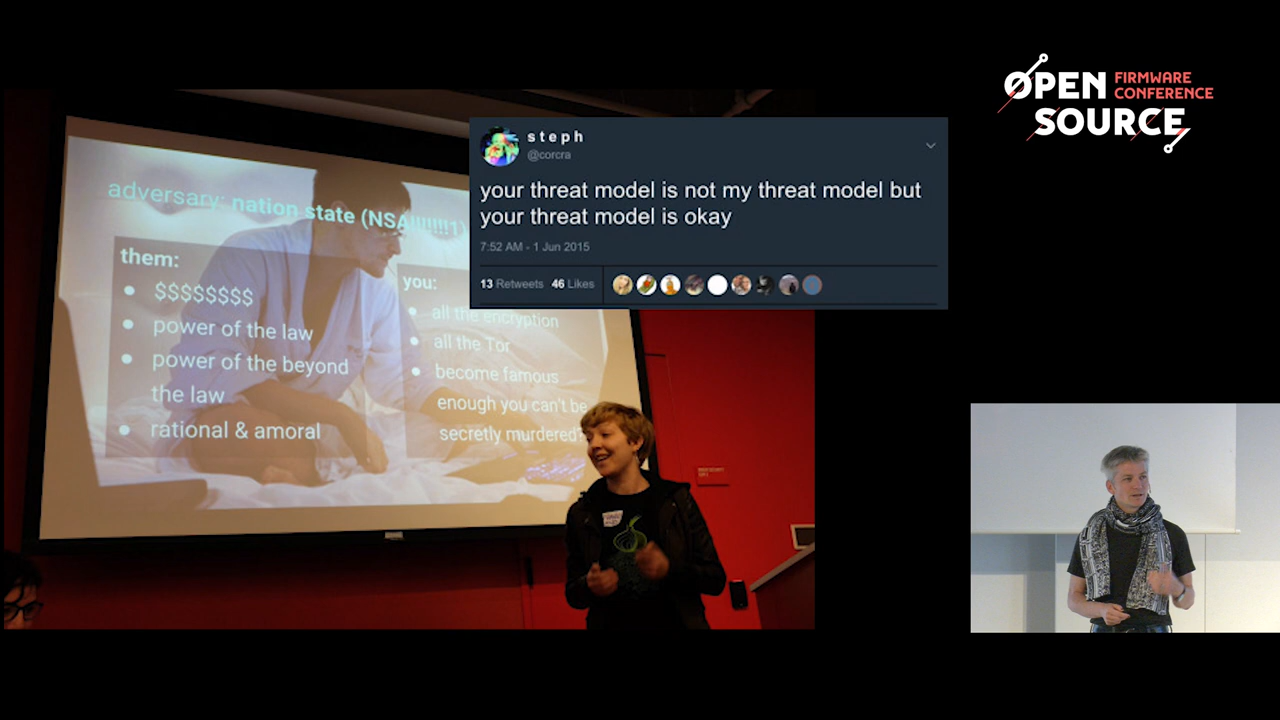 OPEN FIRMWARE
CONFERENCE
SOURCE
steph
@corcra
your threat model is not my threat model but
your threat model is okay
7:52 AM - 1 Jun 2015
13 Retweets 46 Likes
adversary: nation state (NSA!!!!!!!1)
them:
• $$$$$$$$
• power of the law
• power of the beyond
the law
• rational & amoral
you:
• all the encryption
• all the Tor
• become famous
enough you can't be
secretly murdered?